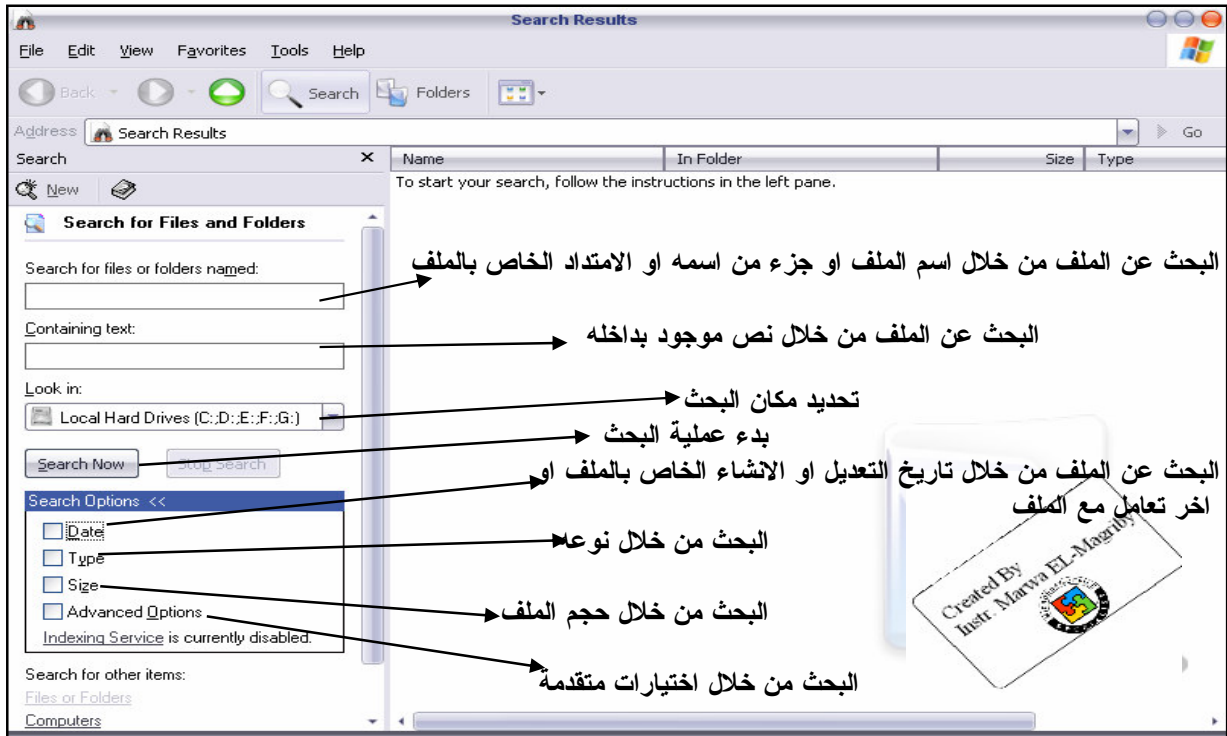 Search Results
File Edit View Favorites Tools Help
Back Search Folders
Address Search Results Go
Search
Name In Folder Size Type
New
To start your search, follow the instructions in the left pane.
Search for Files and Folders
Search for files or folders named:
البحث عن الملف من خلال اسم الملف او جزء من اسمه او الامتداد الخاص بالملف
Containing text:
البحث عن الملف من خلال نص موجود بداخله
Look in:
Local Hard Drives (C:;D:;E:;F:;G:)
تحديد مكان البحث
بدء عملية البحث
Search Now Stop Search
البحث عن الملف من خلال تاريخ التعديل او الانشاء الخاص بالملف او
اخر تعامل مع الملف
Search Options <<
Date
Type
البحث من خلال نوعه
Size
Advanced Options
البحث من خلال حجم الملف
Indexing Service is currently disabled.
Created By
Instr. Marwa EL-Magriby
Search for other items:
البحث من خلال اختيارات متقدمة
Files or Folders
Computers